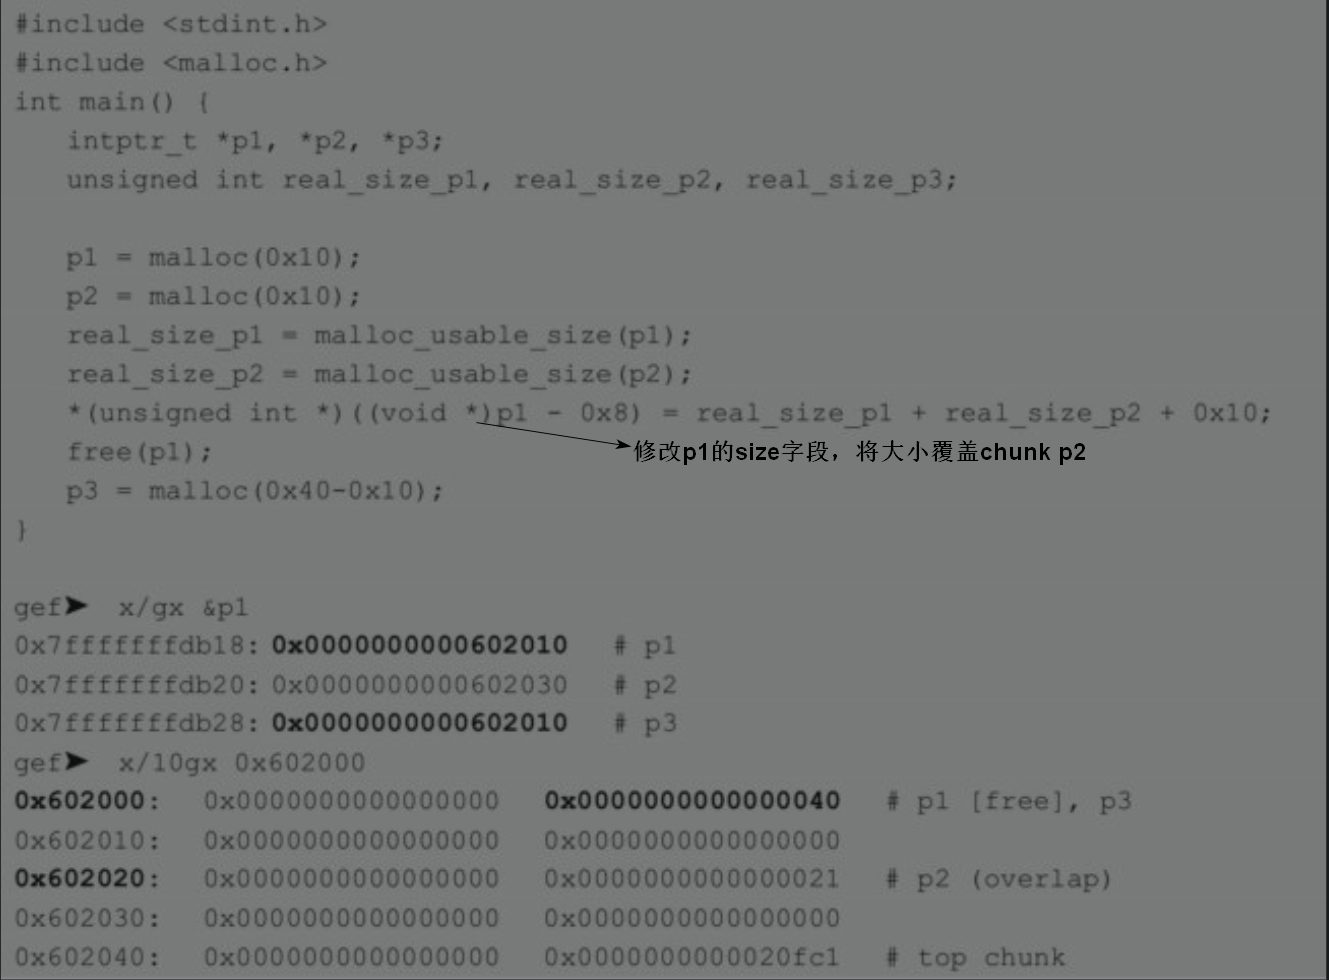 #include <stdint.h>
#include <malloc.h>
int main() {
    intptr_t *p1, *p2, *p3;
    unsigned int real_size_p1, real_size_p2, real_size_p3;

    p1 = malloc(0x10);
    p2 = malloc(0x10);
    real_size_p1 = malloc_usable_size(p1);
    real_size_p2 = malloc_usable_size(p2);
    *(unsigned int *)((void *)p1 - 0x8) = real_size_p1 + real_size_p2 + 0x10;
    free(p1);
修改p1的size字段，将大小覆盖chunk p2
    p3 = malloc(0x40-0x10);
}

gef➤  x/gx &p1
0x7fffffffdb18: 0x0000000000602010   # p1
0x7fffffffdb20: 0x0000000000602030   # p2
0x7fffffffdb28: 0x0000000000602010   # p3
gef➤  x/10gx 0x602000
0x602000:   0x0000000000000000   0x0000000000000040   # p1 [free], p3
0x602010:   0x0000000000000000   0x0000000000000000
0x602020:   0x0000000000000000   0x0000000000000021   # p2 (overlap)
0x602030:   0x0000000000000000   0x0000000000000000
0x602040:   0x0000000000000000   0x0000000000020fc1   # top chunk